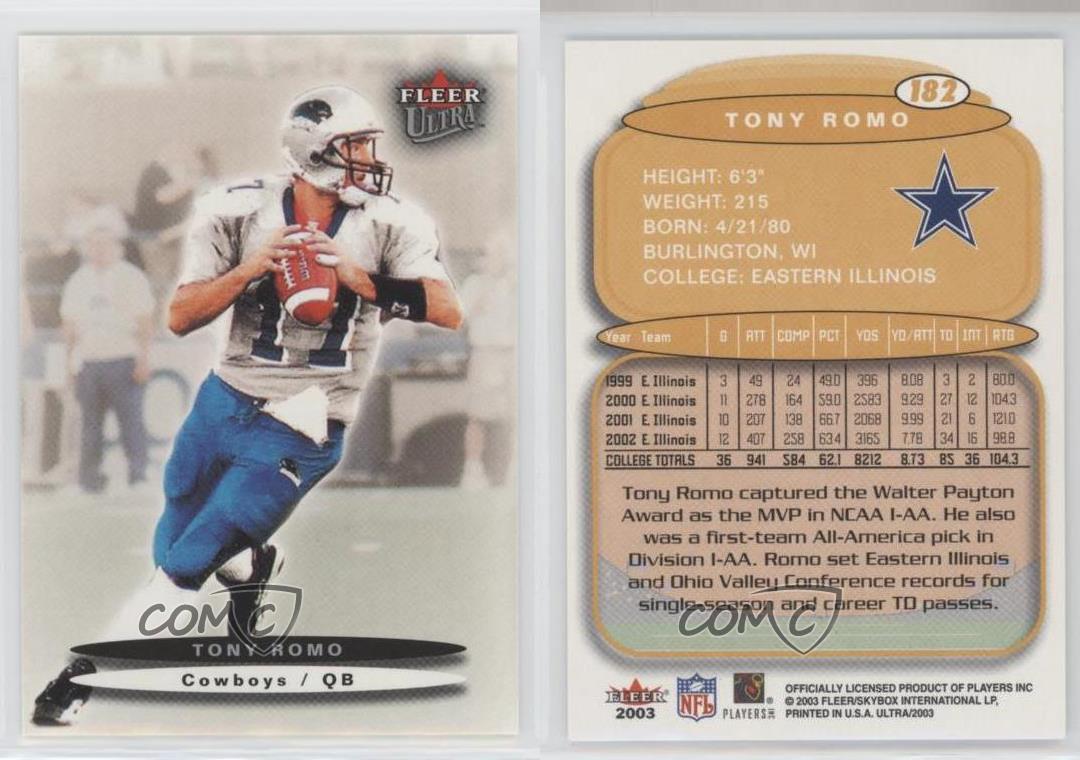 FLEER
ULTRA
17
11
COMC
TONY ROMO
Cowboys / QB
182
TONY ROMO
HEIGHT: 6'3"
WEIGHT: 215
BORN: 4/21/80
BURLINGTON, WI
COLLEGE: EASTERN ILLINOIS
Year Team G ATT COMP PCT YDS YD/ATT TD INT RTG
1999 E. Illinois 3 49 24 49.0 396 8.08 3 2 80.0
2000 E. Illinois 11 278 164 59.0 2583 9.29 27 12 104.3
2001 E. Illinois 10 207 138 66.7 2068 9.99 21 6 121.0
2002 E. Illinois 12 407 258 63.4 3165 7.78 34 16 98.8
COLLEGE TOTALS 36 941 584 62.1 8212 8.73 85 36 104.3
Tony Romo captured the Walter Payton
Award as the MVP in NCAA I-AA. He also
was a first-team All-America pick in
Division I-AA. Romo set Eastern Illinois
and Ohio Valley Conference records for
single-season and career TD passes.
COMC
FLEER
2003
NFL
PLAYERS INC
OFFICIALLY LICENSED PRODUCT OF PLAYERS INC
© 2003 FLEER/SKYBOX INTERNATIONAL LP,
PRINTED IN U.S.A. ULTRA/2003